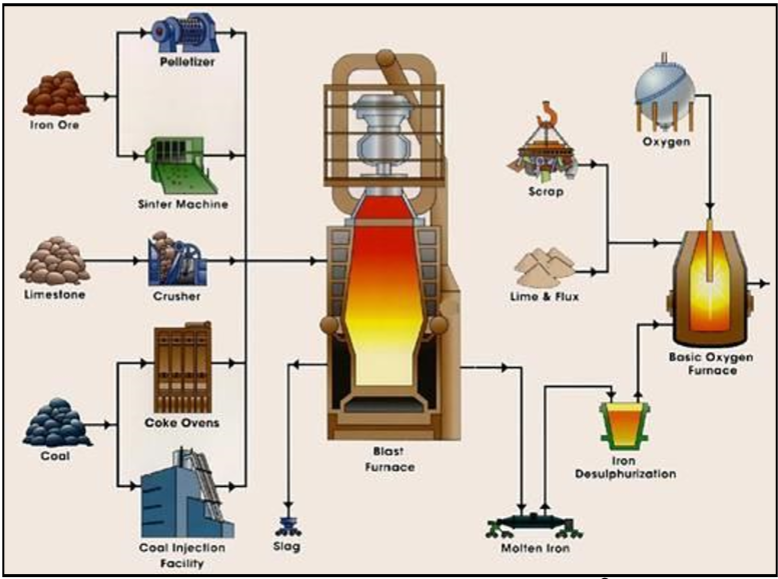 Pelletizer
Iron Ore
Sinter Machine
Limestone
Crusher
Coke Ovens
Coal
Coal Injection
Facility
Blast
Furnace
Slag
Molten Iron
Scrap
Oxygen
Lime & Flux
Basic Oxygen
Furnace
Iron
Desulphurization